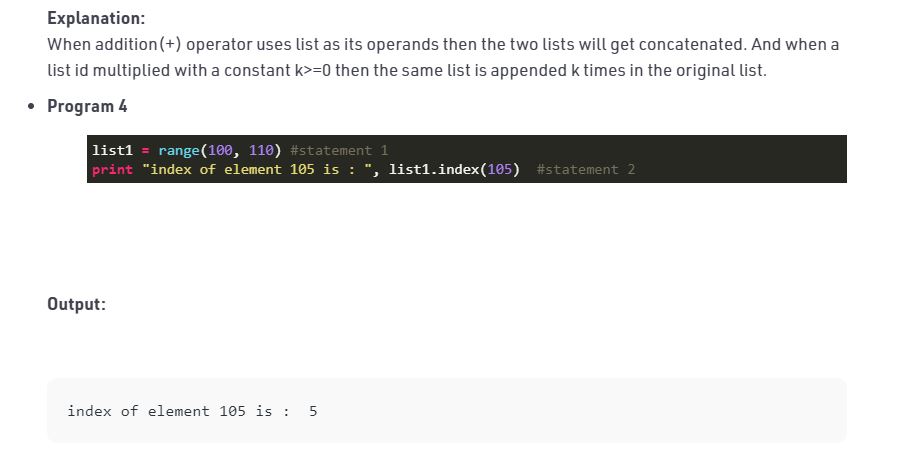 Explanation:
When addition(+) operator uses list as its operands then the two lists will get concatenated. And when a
list id multiplied with a constant k>=0 then the same list is appended k times in the original list.
• Program 4
list1 = range(100, 110) #statement 1
print "index of element 105 is : ", list1.index(105)  #statement 2
Output:
index of element 105 is :  5